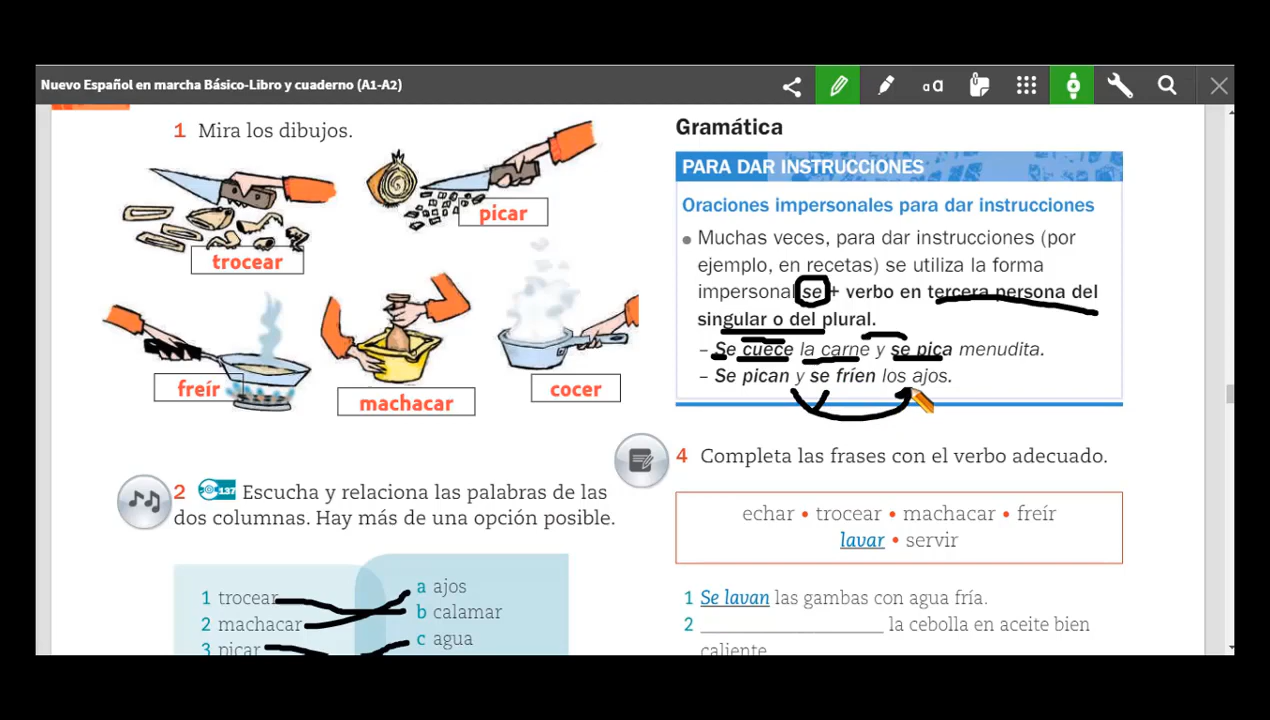 Nuevo Español en marcha Básico-Libro y cuaderno (A1-A2)
a a
1 Mira los dibujos.
picar
trocear
freír
machacar
cocer
2 137 Escucha y relaciona las palabras de las
dos columnas. Hay más de una opción posible.
1 trocear
2 machacar
3 picar
a ajos
b calamar
c agua
Gramática
PARA DAR INSTRUCCIONES
Oraciones impersonales para dar instrucciones
● Muchas veces, para dar instrucciones (por
ejemplo, en recetas) se utiliza la forma
impersonal se + verbo en tercera persona del
singular o del plural.
– Se cuece la carne y se pica menudita.
– Se pican y se fríen los ajos.
4 Completa las frases con el verbo adecuado.
echar • trocear • machacar • freír
lavar • servir
1 Se lavan las gambas con agua fría.
2 ____________________ la cebolla en aceite bien
caliente